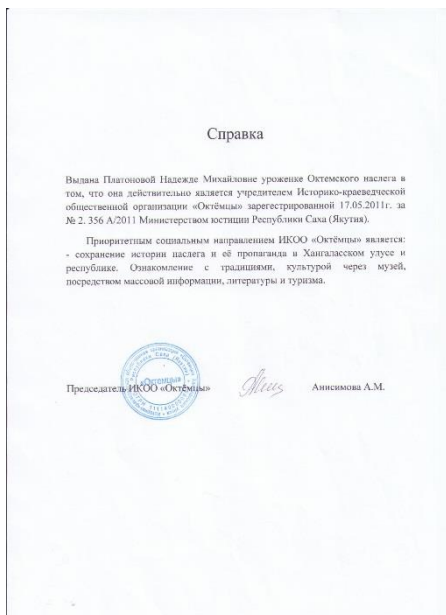 Справка
Выдана Платоновой Надежде Михайловне уроженке Октемского наслега в
том, что она действительно является учредителем Историко-краеведческой
общественной организации «Октёмцы» зарегестрированной 17.05.2011г. за
№ 2. 356 А/2011 Министерством юстиции Республики Саха (Якутия).
Приоритетным социальным направлением ИКОО «Октёмцы» является:
- сохранение истории наслега и её пропаганда в Хангаласском улусе и
республике. Ознакомление с традициями, культурой через музей,
посредством массовой информации, литературы и туризма.
«Октёмцы»
Председатель ИКОО «Октёмцы» Анисимова А.М.